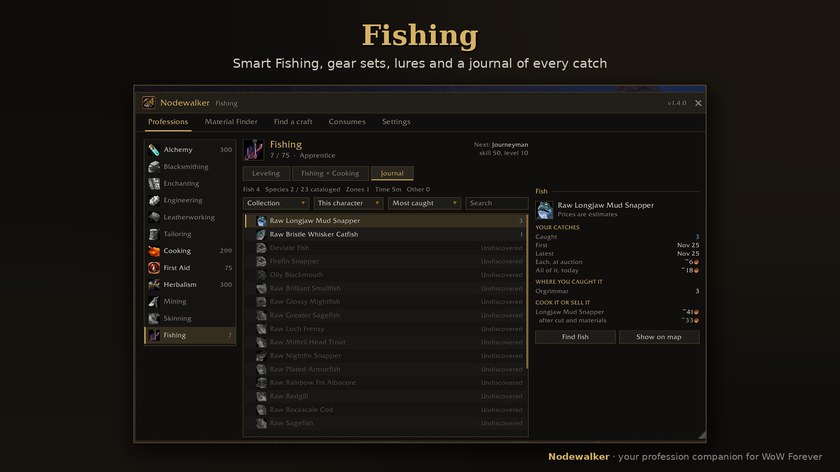 Fishing
Smart Fishing, gear sets, lures and a journal of every catch
Nodewalker Fishing v1.4.0
Professions Material Finder Find a craft Consumes Settings
Alchemy 300
Blacksmithing
Enchanting
Engineering
Leatherworking
Tailoring
Cooking 299
First Aid 75
Herbalism 300
Mining
Skinning
Fishing 7
Fishing
7 / 75 · Apprentice
Next: Journeyman
skill 50, level 10
Leveling Fishing + Cooking Journal
Fish 4 Species 2 / 23 cataloged Zones 1 Time 5m Other 0
Collection This character Most caught Search
Raw Longjaw Mud Snapper 3
Raw Bristle Whisker Catfish 1
Deviate Fish Undiscovered
Firefin Snapper Undiscovered
Oily Blackmouth Undiscovered
Raw Brilliant Smallfish Undiscovered
Raw Glossy Mightfish Undiscovered
Raw Greater Sagefish Undiscovered
Raw Loch Frenzy Undiscovered
Raw Mithril Head Trout Undiscovered
Raw Nightfin Snapper Undiscovered
Raw Plated Armorfish Undiscovered
Raw Rainbow Fin Albacore Undiscovered
Raw Redgill Undiscovered
Raw Rockscale Cod Undiscovered
Raw Sagefish Undiscovered
Fish
Raw Longjaw Mud Snapper
Prices are estimates
YOUR CATCHES
Caught 3
First Nov 25
Latest Nov 25
Each, at auction ~6
All of it, today ~18
WHERE YOU CAUGHT IT
Orgrimmar 3
COOK IT OR SELL IT
Longjaw Mud Snapper ~41
after cut and materials ~33
Find fish Show on map
Nodewalker · your profession companion for WoW Forever